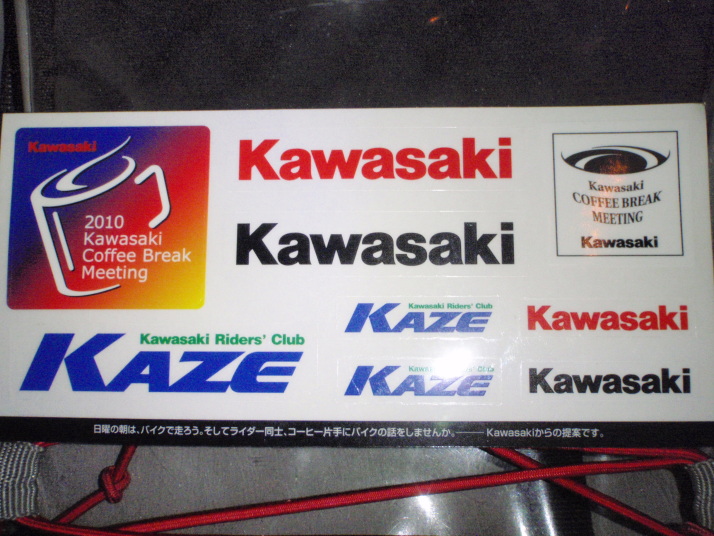 Kawasaki
2010
Kawasaki
Coffee Break
Meeting
Kawasaki
Kawasaki
Kawasaki
COFFEE BREAK
MEETING
Kawasaki
Kawasaki Riders' Club
KAZE
Kawasaki Riders' Club
KAZE
Kawasaki Riders' Club
KAZE
Kawasaki
Kawasaki
日曜の朝は、バイクで走ろう。そしてライダー同士、コーヒー片手にバイクの話をしませんか。——Kawasakiからの提案です。